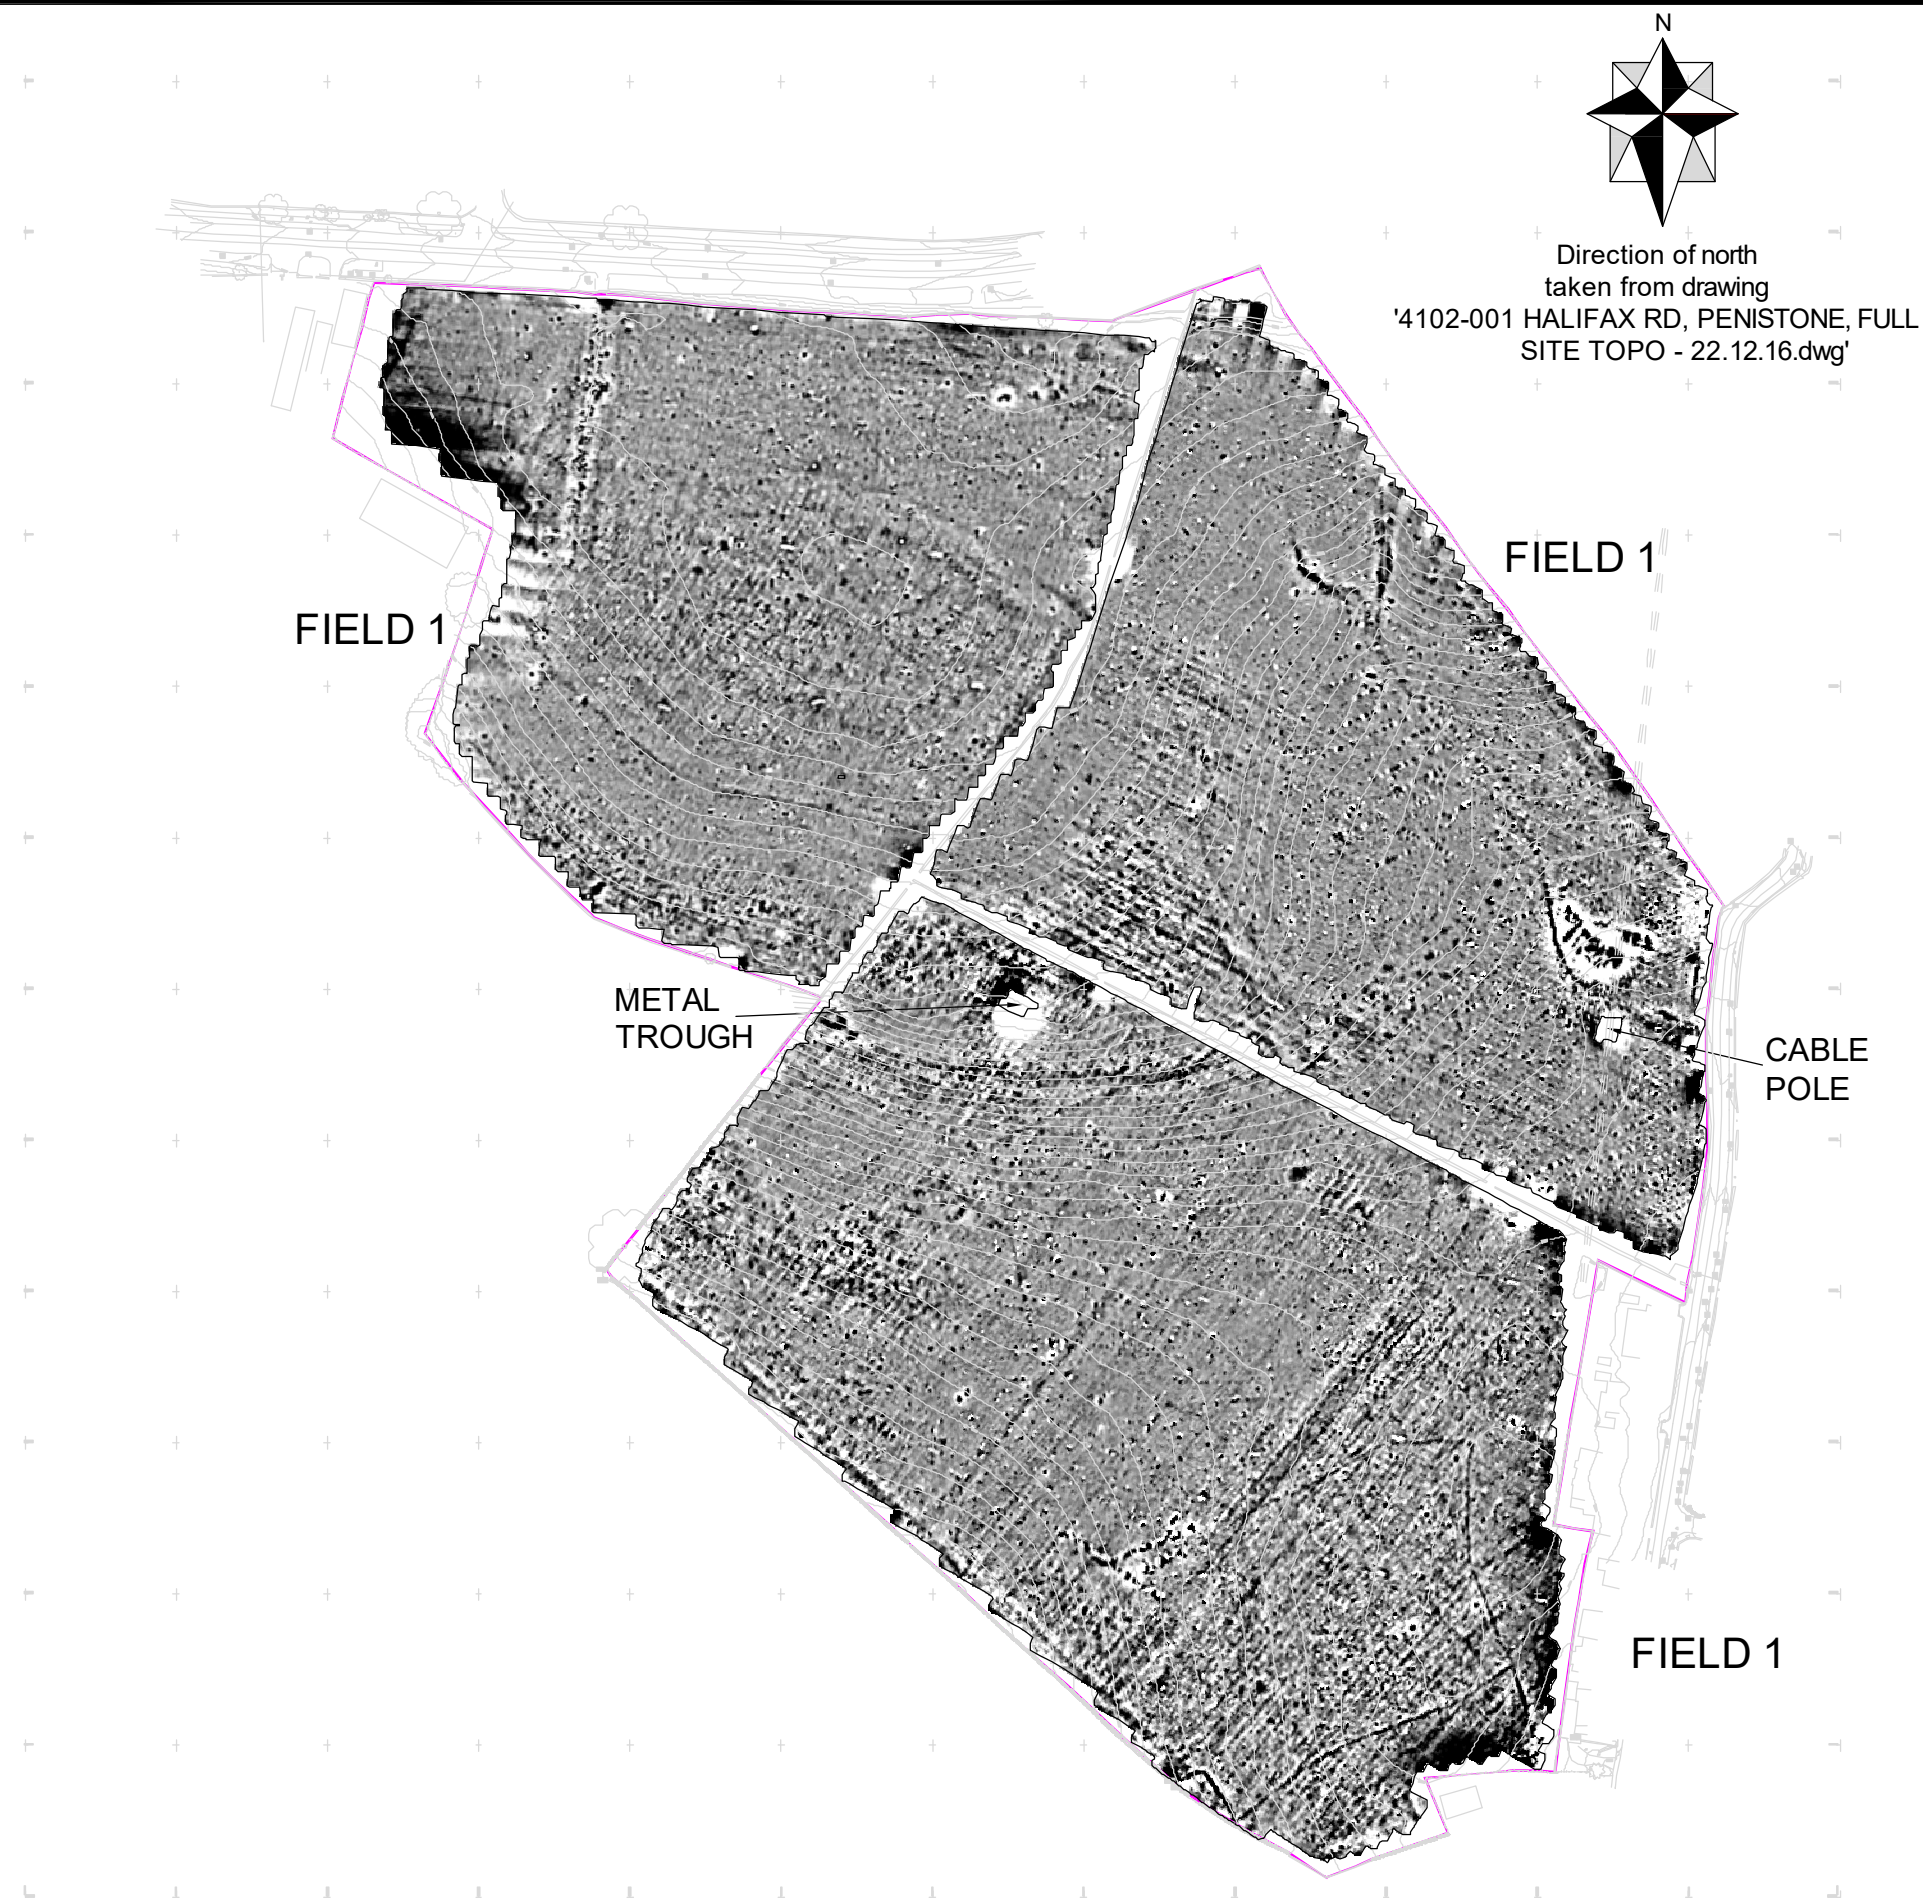 N
Direction of north
taken from drawing
'4102-001 HALIFAX RD, PENISTONE, FULL
SITE TOPO - 22.12.16.dwg'
FIELD 1
FIELD 1
METAL
TROUGH
CABLE
POLE
FIELD 1